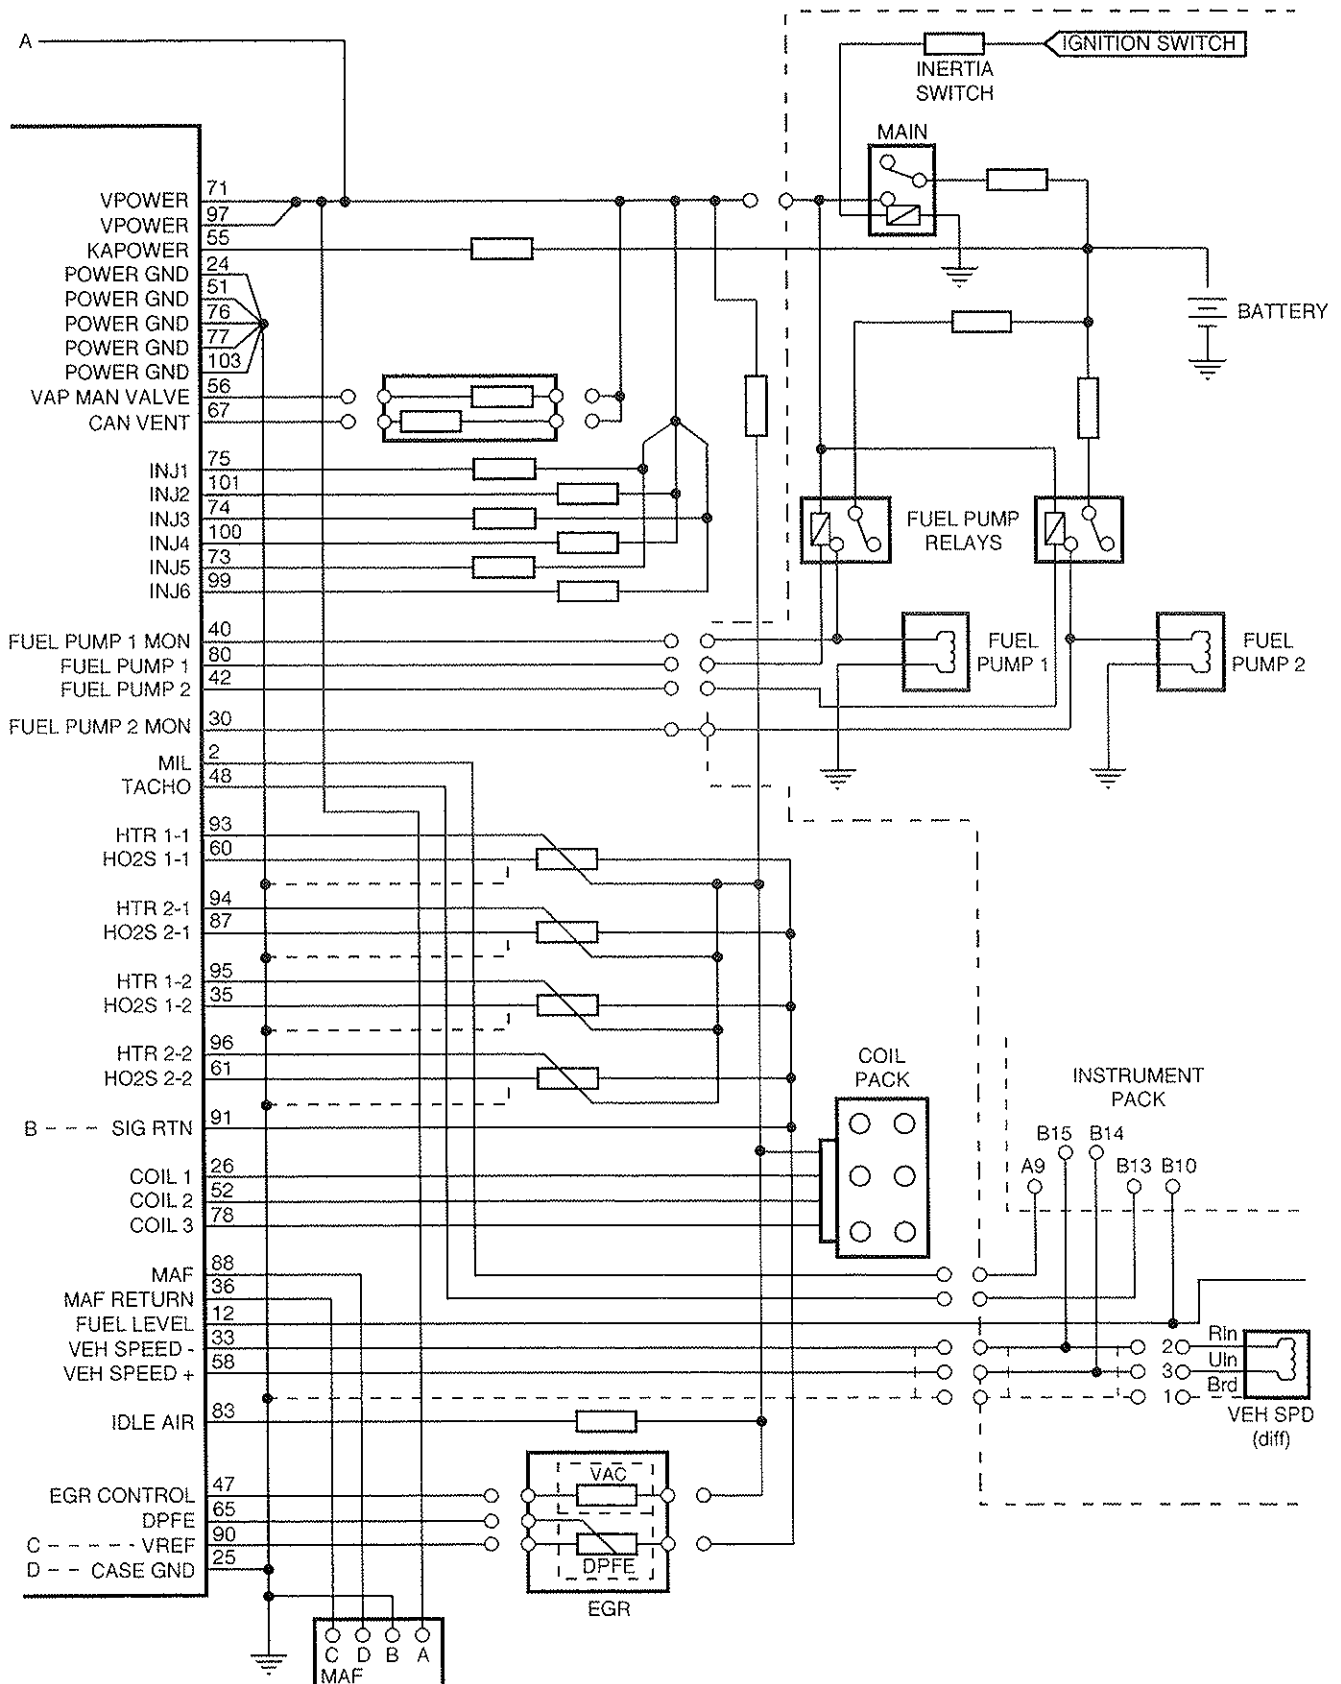 A
IGNITION SWITCH
INERTIA
SWITCH
MAIN
VPOWER 71
VPOWER 97
KAPOWER 55
POWER GND 24
POWER GND 51
POWER GND 76
POWER GND 77
POWER GND 103
VAP MAN VALVE 56
CAN VENT 67
BATTERY
INJ1 75
INJ2 101
INJ3 74
INJ4 100
INJ5 73
INJ6 99
FUEL PUMP
RELAYS
FUEL PUMP 1 MON 40
FUEL PUMP 1 80
FUEL PUMP 2 42
FUEL PUMP 2 MON 30
FUEL
PUMP 1
FUEL
PUMP 2
MIL 2
TACHO 48
HTR 1-1 93
HO2S 1-1 60
HTR 2-1 94
HO2S 2-1 87
HTR 1-2 95
HO2S 1-2 35
HTR 2-2 96
HO2S 2-2 61
B - - - SIG RTN 91
COIL
PACK
INSTRUMENT
PACK
B15 B14
A9 B13 B10
COIL 1 26
COIL 2 52
COIL 3 78
MAF 88
MAF RETURN 36
FUEL LEVEL 12
VEH SPEED - 33
VEH SPEED + 58
2 Rin
3 Uin
1 Brd
VEH SPD
(diff)
IDLE AIR 83
EGR CONTROL 47
DPFE 65
C - - - - - - VREF 90
D - - CASE GND 25
VAC
DPFE
EGR
C D B A
MAF